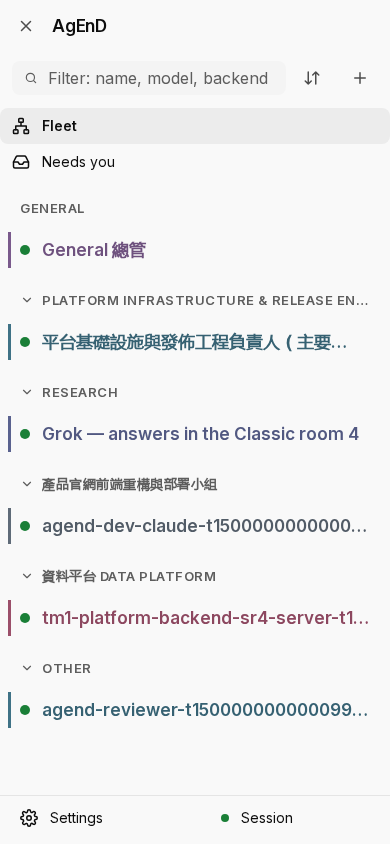 AgEnD
Filter: name, model, backend
Fleet
Needs you
GENERAL
General 總管
PLATFORM INFRASTRUCTURE & RELEASE EN…
平台基礎設施與發佈工程負責人 ( 主要…
RESEARCH
Grok — answers in the Classic room 4
產品官網前端重構與部署小組
agend-dev-claude-t1500000000000…
資料平台 DATA PLATFORM
tm1-platform-backend-sr4-server-t1…
OTHER
agend-reviewer-t150000000000099…
Settings
Session